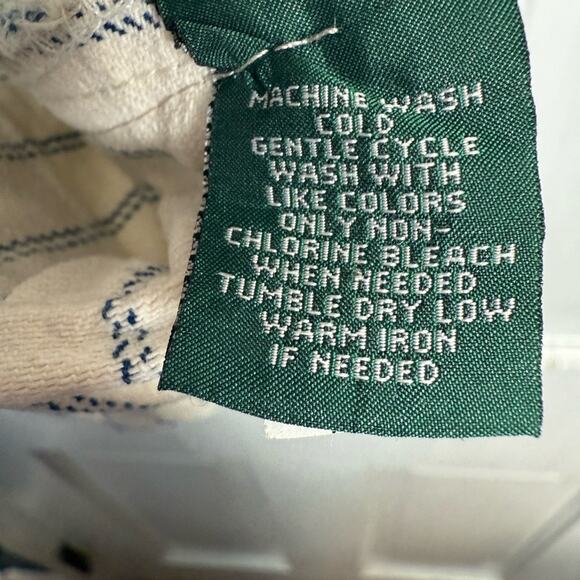 MACHINE WASH
COLD
GENTLE CYCLE
WASH WITH
LIKE COLORS
ONLY NON-
CHLORINE BLEACH
WHEN NEEDED
TUMBLE DRY LOW
WARM IRON
IF NEEDED